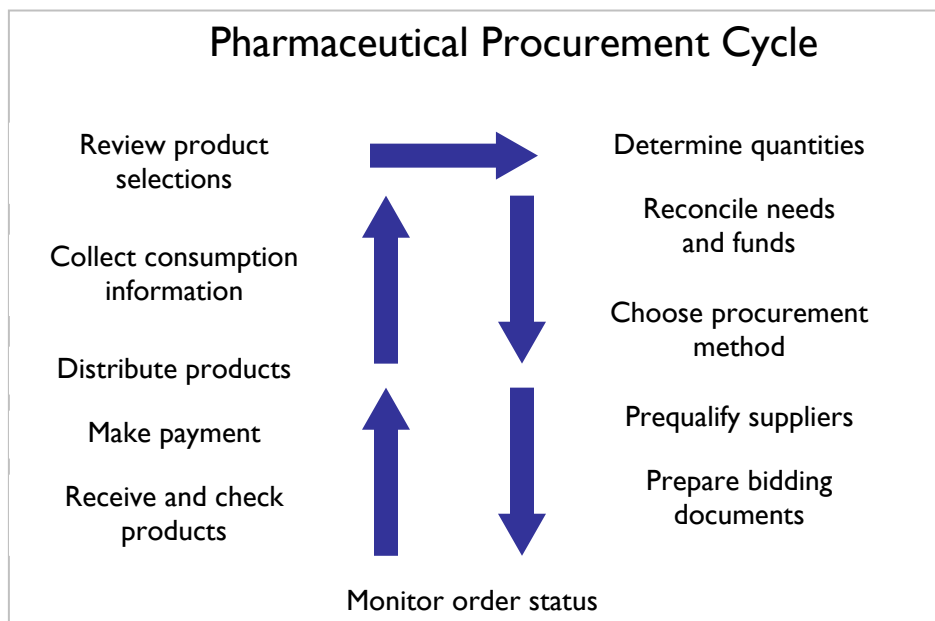 Pharmaceutical Procurement Cycle
Review product
selections
Determine quantities
Reconcile needs
and funds
Collect consumption
information
Choose procurement
method
Distribute products
Prequalify suppliers
Make payment
Prepare bidding
documents
Receive and check
products
Monitor order status